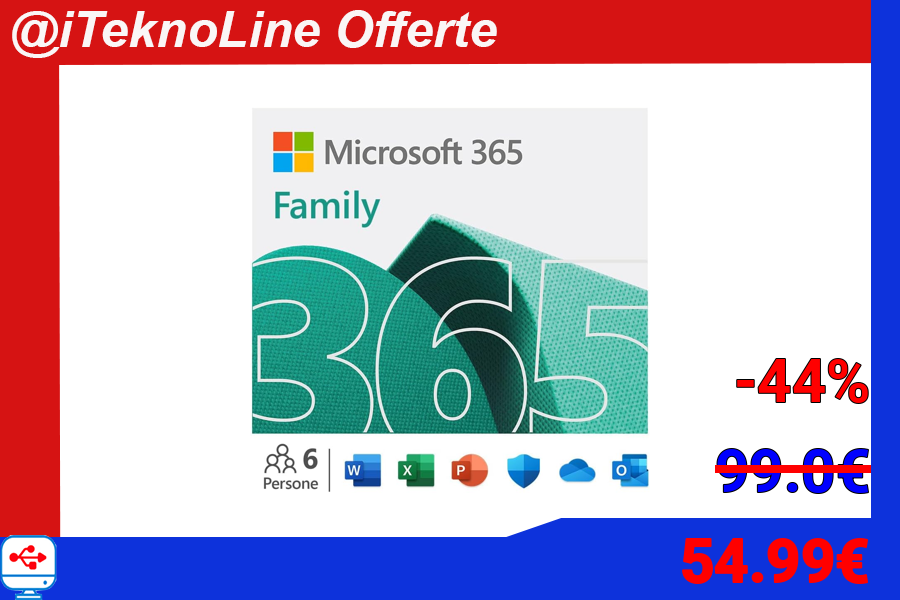 @iTeknoLine Offerte
Microsoft 365
Family
365
6
Persone
W
X
P
O
-44%
99.0€
54.99€